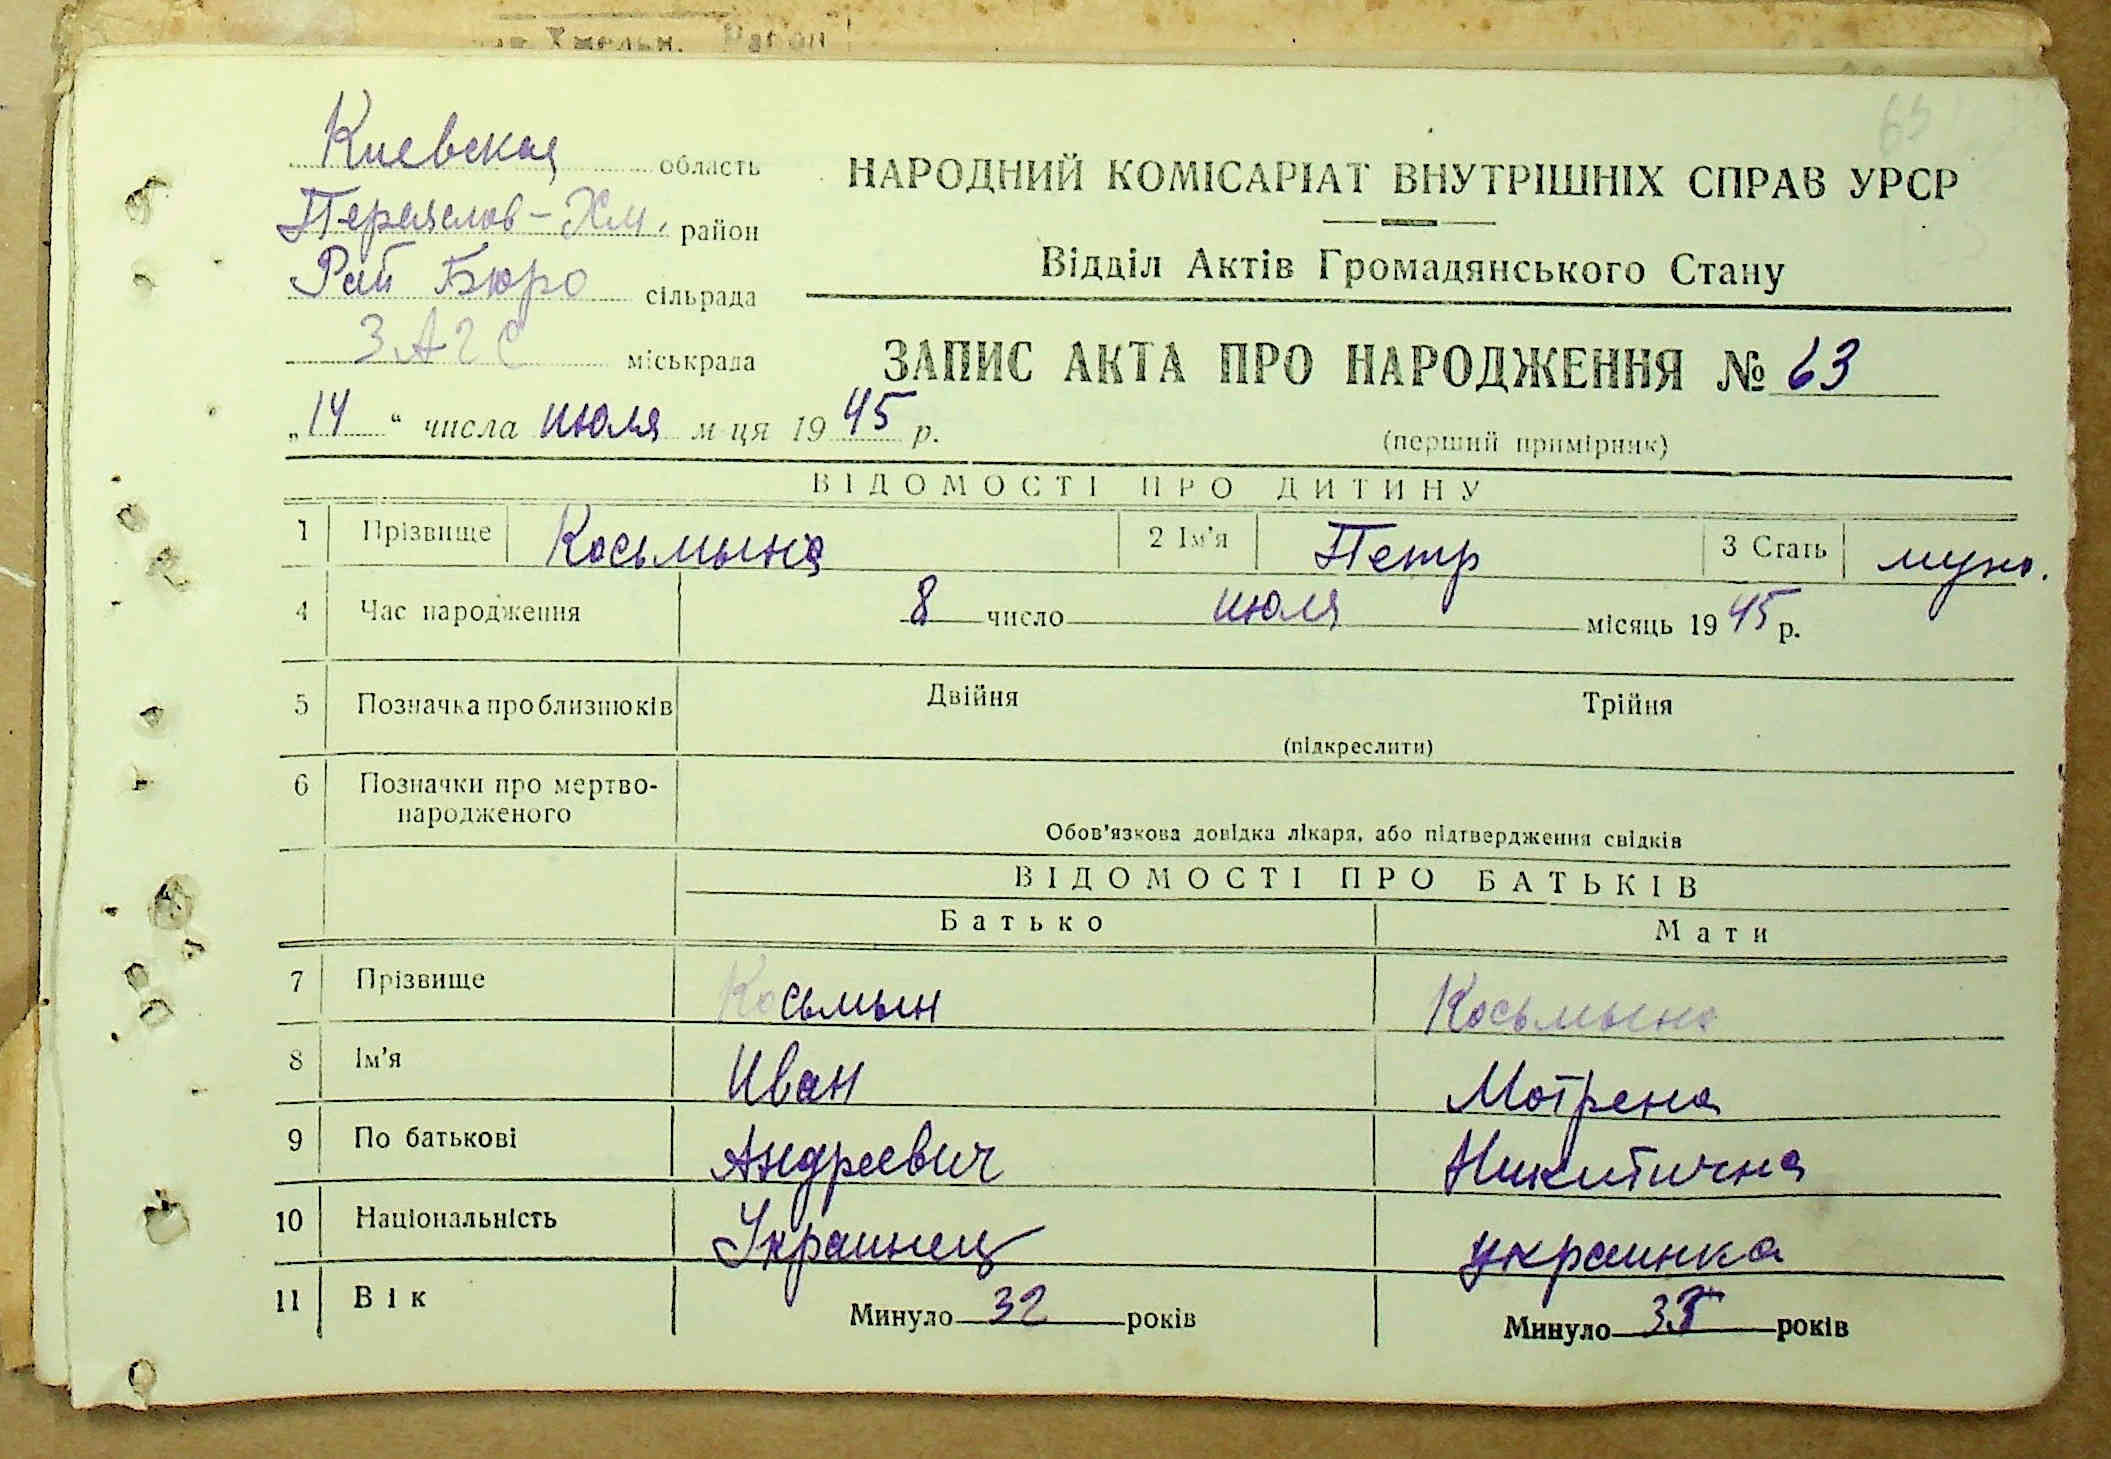 Киевская область
Переяслов-Хм. район
Рай Бюро сільрада
ЗАГС міськрада
НАРОДНИЙ КОМІСАРІАТ ВНУТРІШНІХ СПРАВ УРСР
Відділ Актів Громадянського Стану
ЗАПИС АКТА ПРО НАРОДЖЕННЯ № 63
„14“ числа июля м-ця 1945 р.
(перший примірник)
ВІДОМОСТІ ПРО ДИТИНУ
1 Прізвище Косьмына 2 Ім'я Петр 3 Стать муж.
4 Час народження 8 число июля місяць 1945 р.
5 Позначка про близнюків Двійня Трійня
(підкреслити)
6 Позначки про мертво-
народженого
Обов'язкова довідка лікаря, або підтвердження свідків
ВІДОМОСТІ ПРО БАТЬКІВ
Батько Мати
7 Прізвище Косьмын Косьмына
8 Ім'я Иван Мотрена
9 По батькові Андреевич Никитична
10 Національність Украинец украинка
11 Вік Минуло 32 років Минуло 35 років